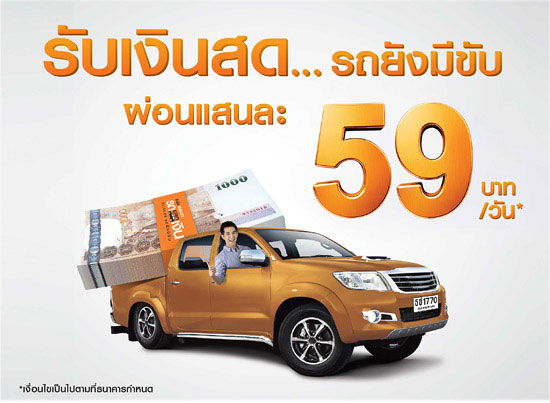 รับเงินสด... รถยังมีขับ
ผ่อนแสนละ 59 บาท
/วัน*
1000
1770
*เงื่อนไขเป็นไปตามที่ธนาคารกำหนด